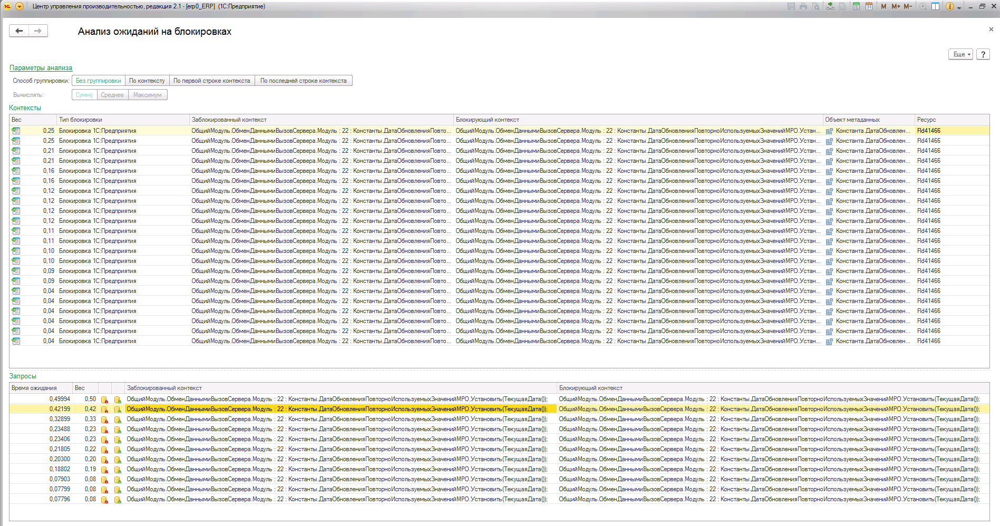 Центр управления производительностью, редакция 2.1 - [erp0_ERP] (1С:Предприятие)
M M+ M-
Анализ ожиданий на блокировках
Еще ?
Параметры анализа
Способ группировки: Без группировки По контексту По первой строке контекста По последней строке контекста
Вычислять: Сумму Среднее Максимум
Контексты
Вес Тип блокировки Заблокированный контекст Блокирующий контекст Объект метаданных Ресурс
0,25 Блокировка 1С:Предприятия ОбщийМодуль.ОбменДаннымиВызовСервера.Модуль : 22 : Константы.ДатаОбновленияПовто... ОбщийМодуль.ОбменДаннымиВызовСервера.Модуль : 22 : Константы.ДатаОбновленияПовторноИспользуемыхЗначенийМРО.Устан... Константа.ДатаОбновлен... Fld41466
0,25 Блокировка 1С:Предприятия ОбщийМодуль.ОбменДаннымиВызовСервера.Модуль : 22 : Константы.ДатаОбновленияПовто... ОбщийМодуль.ОбменДаннымиВызовСервера.Модуль : 22 : Константы.ДатаОбновленияПовторноИспользуемыхЗначенийМРО.Устан... Константа.ДатаОбновлен... Fld41466
0,21 Блокировка 1С:Предприятия ОбщийМодуль.ОбменДаннымиВызовСервера.Модуль : 22 : Константы.ДатаОбновленияПовто... ОбщийМодуль.ОбменДаннымиВызовСервера.Модуль : 22 : Константы.ДатаОбновленияПовторноИспользуемыхЗначенийМРО.Устан... Константа.ДатаОбновлен... Fld41466
0,21 Блокировка 1С:Предприятия ОбщийМодуль.ОбменДаннымиВызовСервера.Модуль : 22 : Константы.ДатаОбновленияПовто... ОбщийМодуль.ОбменДаннымиВызовСервера.Модуль : 22 : Константы.ДатаОбновленияПовторноИспользуемыхЗначенийМРО.Устан... Константа.ДатаОбновлен... Fld41466
0,16 Блокировка 1С:Предприятия ОбщийМодуль.ОбменДаннымиВызовСервера.Модуль : 22 : Константы.ДатаОбновленияПовто... ОбщийМодуль.ОбменДаннымиВызовСервера.Модуль : 22 : Константы.ДатаОбновленияПовторноИспользуемыхЗначенийМРО.Устан... Константа.ДатаОбновлен... Fld41466
0,16 Блокировка 1С:Предприятия ОбщийМодуль.ОбменДаннымиВызовСервера.Модуль : 22 : Константы.ДатаОбновленияПовто... ОбщийМодуль.ОбменДаннымиВызовСервера.Модуль : 22 : Константы.ДатаОбновленияПовторноИспользуемыхЗначенийМРО.Устан... Константа.ДатаОбновлен... Fld41466
0,12 Блокировка 1С:Предприятия ОбщийМодуль.ОбменДаннымиВызовСервера.Модуль : 22 : Константы.ДатаОбновленияПовто... ОбщийМодуль.ОбменДаннымиВызовСервера.Модуль : 22 : Константы.ДатаОбновленияПовторноИспользуемыхЗначенийМРО.Устан... Константа.ДатаОбновлен... Fld41466
0,12 Блокировка 1С:Предприятия ОбщийМодуль.ОбменДаннымиВызовСервера.Модуль : 22 : Константы.ДатаОбновленияПовто... ОбщийМодуль.ОбменДаннымиВызовСервера.Модуль : 22 : Константы.ДатаОбновленияПовторноИспользуемыхЗначенийМРО.Устан... Константа.ДатаОбновлен... Fld41466
0,12 Блокировка 1С:Предприятия ОбщийМодуль.ОбменДаннымиВызовСервера.Модуль : 22 : Константы.ДатаОбновленияПовто... ОбщийМодуль.ОбменДаннымиВызовСервера.Модуль : 22 : Константы.ДатаОбновленияПовторноИспользуемыхЗначенийМРО.Устан... Константа.ДатаОбновлен... Fld41466
0,12 Блокировка 1С:Предприятия ОбщийМодуль.ОбменДаннымиВызовСервера.Модуль : 22 : Константы.ДатаОбновленияПовто... ОбщийМодуль.ОбменДаннымиВызовСервера.Модуль : 22 : Константы.ДатаОбновленияПовторноИспользуемыхЗначенийМРО.Устан... Константа.ДатаОбновлен... Fld41466
0,11 Блокировка 1С:Предприятия ОбщийМодуль.ОбменДаннымиВызовСервера.Модуль : 22 : Константы.ДатаОбновленияПовто... ОбщийМодуль.ОбменДаннымиВызовСервера.Модуль : 22 : Константы.ДатаОбновленияПовторноИспользуемыхЗначенийМРО.Устан... Константа.ДатаОбновлен... Fld41466
0,11 Блокировка 1С:Предприятия ОбщийМодуль.ОбменДаннымиВызовСервера.Модуль : 22 : Константы.ДатаОбновленияПовто... ОбщийМодуль.ОбменДаннымиВызовСервера.Модуль : 22 : Константы.ДатаОбновленияПовторноИспользуемыхЗначенийМРО.Устан... Константа.ДатаОбновлен... Fld41466
0,10 Блокировка 1С:Предприятия ОбщийМодуль.ОбменДаннымиВызовСервера.Модуль : 22 : Константы.ДатаОбновленияПовто... ОбщийМодуль.ОбменДаннымиВызовСервера.Модуль : 22 : Константы.ДатаОбновленияПовторноИспользуемыхЗначенийМРО.Устан... Константа.ДатаОбновлен... Fld41466
0,10 Блокировка 1С:Предприятия ОбщийМодуль.ОбменДаннымиВызовСервера.Модуль : 22 : Константы.ДатаОбновленияПовто... ОбщийМодуль.ОбменДаннымиВызовСервера.Модуль : 22 : Константы.ДатаОбновленияПовторноИспользуемыхЗначенийМРО.Устан... Константа.ДатаОбновлен... Fld41466
0,09 Блокировка 1С:Предприятия ОбщийМодуль.ОбменДаннымиВызовСервера.Модуль : 22 : Константы.ДатаОбновленияПовто... ОбщийМодуль.ОбменДаннымиВызовСервера.Модуль : 22 : Константы.ДатаОбновленияПовторноИспользуемыхЗначенийМРО.Устан... Константа.ДатаОбновлен... Fld41466
0,09 Блокировка 1С:Предприятия ОбщийМодуль.ОбменДаннымиВызовСервера.Модуль : 22 : Константы.ДатаОбновленияПовто... ОбщийМодуль.ОбменДаннымиВызовСервера.Модуль : 22 : Константы.ДатаОбновленияПовторноИспользуемыхЗначенийМРО.Устан... Константа.ДатаОбновлен... Fld41466
0,04 Блокировка 1С:Предприятия ОбщийМодуль.ОбменДаннымиВызовСервера.Модуль : 22 : Константы.ДатаОбновленияПовто... ОбщийМодуль.ОбменДаннымиВызовСервера.Модуль : 22 : Константы.ДатаОбновленияПовторноИспользуемыхЗначенийМРО.Устан... Константа.ДатаОбновлен... Fld41466
0,04 Блокировка 1С:Предприятия ОбщийМодуль.ОбменДаннымиВызовСервера.Модуль : 22 : Константы.ДатаОбновленияПовто... ОбщийМодуль.ОбменДаннымиВызовСервера.Модуль : 22 : Константы.ДатаОбновленияПовторноИспользуемыхЗначенийМРО.Устан... Константа.ДатаОбновлен... Fld41466
0,04 Блокировка 1С:Предприятия ОбщийМодуль.ОбменДаннымиВызовСервера.Модуль : 22 : Константы.ДатаОбновленияПовто... ОбщийМодуль.ОбменДаннымиВызовСервера.Модуль : 22 : Константы.ДатаОбновленияПовторноИспользуемыхЗначенийМРО.Устан... Константа.ДатаОбновлен... Fld41466
0,04 Блокировка 1С:Предприятия ОбщийМодуль.ОбменДаннымиВызовСервера.Модуль : 22 : Константы.ДатаОбновленияПовто... ОбщийМодуль.ОбменДаннымиВызовСервера.Модуль : 22 : Константы.ДатаОбновленияПовторноИспользуемыхЗначенийМРО.Устан... Константа.ДатаОбновлен... Fld41466
0,04 Блокировка 1С:Предприятия ОбщийМодуль.ОбменДаннымиВызовСервера.Модуль : 22 : Константы.ДатаОбновленияПовто... ОбщийМодуль.ОбменДаннымиВызовСервера.Модуль : 22 : Константы.ДатаОбновленияПовторноИспользуемыхЗначенийМРО.Устан... Константа.ДатаОбновлен... Fld41466
0,04 Блокировка 1С:Предприятия ОбщийМодуль.ОбменДаннымиВызовСервера.Модуль : 22 : Константы.ДатаОбновленияПовто... ОбщийМодуль.ОбменДаннымиВызовСервера.Модуль : 22 : Константы.ДатаОбновленияПовторноИспользуемыхЗначенийМРО.Устан... Константа.ДатаОбновлен... Fld41466
Запросы
Время ожидания Вес Заблокированный контекст Блокирующий контекст
0,49994 0,50 ОбщийМодуль.ОбменДаннымиВызовСервера.Модуль : 22 : Константы.ДатаОбновленияПовторноИспользуемыхЗначенийМРО.Установить(ТекущаяДата()); ОбщийМодуль.ОбменДаннымиВызовСервера.Модуль : 22 : Константы.ДатаОбновленияПовторноИспользуемыхЗначенийМРО.Установить(ТекущаяДата());
0,42199 0,42 ОбщийМодуль.ОбменДаннымиВызовСервера.Модуль : 22 : Константы.ДатаОбновленияПовторноИспользуемыхЗначенийМРО.Установить(ТекущаяДата()); ОбщийМодуль.ОбменДаннымиВызовСервера.Модуль : 22 : Константы.ДатаОбновленияПовторноИспользуемыхЗначенийМРО.Установить(ТекущаяДата());
0,32899 0,33 ОбщийМодуль.ОбменДаннымиВызовСервера.Модуль : 22 : Константы.ДатаОбновленияПовторноИспользуемыхЗначенийМРО.Установить(ТекущаяДата()); ОбщийМодуль.ОбменДаннымиВызовСервера.Модуль : 22 : Константы.ДатаОбновленияПовторноИспользуемыхЗначенийМРО.Установить(ТекущаяДата());
0,23488 0,23 ОбщийМодуль.ОбменДаннымиВызовСервера.Модуль : 22 : Константы.ДатаОбновленияПовторноИспользуемыхЗначенийМРО.Установить(ТекущаяДата()); ОбщийМодуль.ОбменДаннымиВызовСервера.Модуль : 22 : Константы.ДатаОбновленияПовторноИспользуемыхЗначенийМРО.Установить(ТекущаяДата());
0,23406 0,23 ОбщийМодуль.ОбменДаннымиВызовСервера.Модуль : 22 : Константы.ДатаОбновленияПовторноИспользуемыхЗначенийМРО.Установить(ТекущаяДата()); ОбщийМодуль.ОбменДаннымиВызовСервера.Модуль : 22 : Константы.ДатаОбновленияПовторноИспользуемыхЗначенийМРО.Установить(ТекущаяДата());
0,21805 0,22 ОбщийМодуль.ОбменДаннымиВызовСервера.Модуль : 22 : Константы.ДатаОбновленияПовторноИспользуемыхЗначенийМРО.Установить(ТекущаяДата()); ОбщийМодуль.ОбменДаннымиВызовСервера.Модуль : 22 : Константы.ДатаОбновленияПовторноИспользуемыхЗначенийМРО.Установить(ТекущаяДата());
0,20300 0,20 ОбщийМодуль.ОбменДаннымиВызовСервера.Модуль : 22 : Константы.ДатаОбновленияПовторноИспользуемыхЗначенийМРО.Установить(ТекущаяДата()); ОбщийМодуль.ОбменДаннымиВызовСервера.Модуль : 22 : Константы.ДатаОбновленияПовторноИспользуемыхЗначенийМРО.Установить(ТекущаяДата());
0,18802 0,19 ОбщийМодуль.ОбменДаннымиВызовСервера.Модуль : 22 : Константы.ДатаОбновленияПовторноИспользуемыхЗначенийМРО.Установить(ТекущаяДата()); ОбщийМодуль.ОбменДаннымиВызовСервера.Модуль : 22 : Константы.ДатаОбновленияПовторноИспользуемыхЗначенийМРО.Установить(ТекущаяДата());
0,07903 0,08 ОбщийМодуль.ОбменДаннымиВызовСервера.Модуль : 22 : Константы.ДатаОбновленияПовторноИспользуемыхЗначенийМРО.Установить(ТекущаяДата()); ОбщийМодуль.ОбменДаннымиВызовСервера.Модуль : 22 : Константы.ДатаОбновленияПовторноИспользуемыхЗначенийМРО.Установить(ТекущаяДата());
0,07799 0,08 ОбщийМодуль.ОбменДаннымиВызовСервера.Модуль : 22 : Константы.ДатаОбновленияПовторноИспользуемыхЗначенийМРО.Установить(ТекущаяДата()); ОбщийМодуль.ОбменДаннымиВызовСервера.Модуль : 22 : Константы.ДатаОбновленияПовторноИспользуемыхЗначенийМРО.Установить(ТекущаяДата());
0,07796 0,08 ОбщийМодуль.ОбменДаннымиВызовСервера.Модуль : 22 : Константы.ДатаОбновленияПовторноИспользуемыхЗначенийМРО.Установить(ТекущаяДата()); ОбщийМодуль.ОбменДаннымиВызовСервера.Модуль : 22 : Константы.ДатаОбновленияПовторноИспользуемыхЗначенийМРО.Установить(ТекущаяДата());